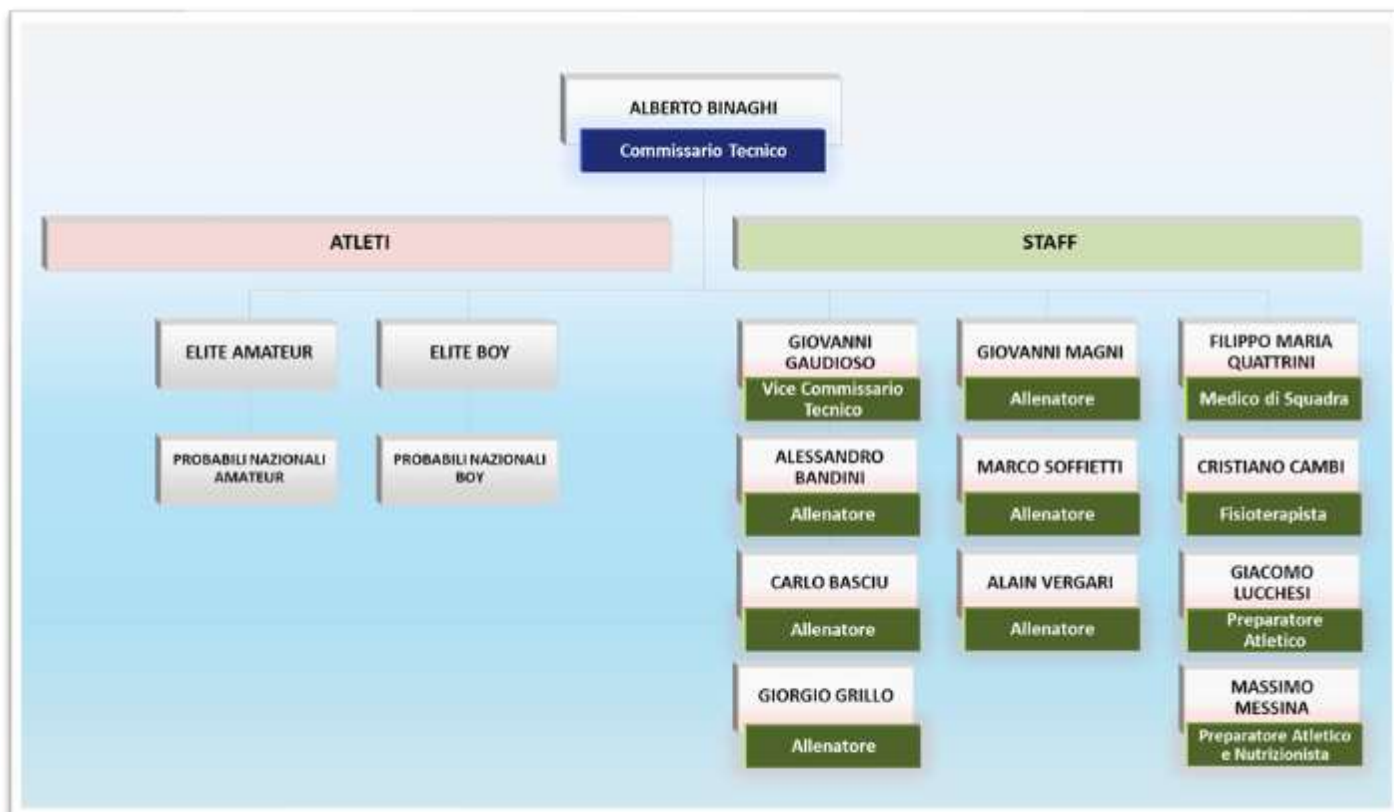 ALBERTO BINAGHI
Commissario Tecnico
ATLETI
STAFF
ELITE AMATEUR
ELITE BOY
PROBABILI NAZIONALI
AMATEUR
PROBABILI NAZIONALI
BOY
GIOVANNI
GAUDIOSO
Vice Commissario
Tecnico
GIOVANNI MAGNI
Allenatore
FILIPPO MARIA
QUATTRINI
Medico di Squadra
ALESSANDRO
BANDINI
Allenatore
MARCO SOFFIETTI
Allenatore
CRISTIANO CAMBI
Fisioterapista
CARLO BASCIU
Allenatore
ALAIN VERGARI
Allenatore
GIACOMO
LUCCHESI
Preparatore
Atletico
GIORGIO GRILLO
Allenatore
MASSIMO
MESSINA
Preparatore Atletico
e Nutrizionista